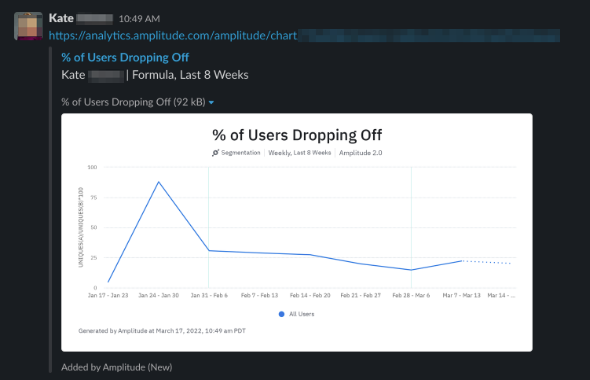 Kate 10:49 AM
https://analytics.amplitude.com/amplitude/chart
% of Users Dropping Off
Kate | Formula, Last 8 Weeks
% of Users Dropping Off (92 kB)
% of Users Dropping Off
Segmentation | Weekly, Last 8 Weeks | Amplitude 2.0
100
75
50
25
0
UNIQUES(A)/UNIQUES(B)*100
Jan 17 - Jan 23 Jan 24 - Jan 30 Jan 31 - Feb 6 Feb 7 - Feb 13 Feb 14 - Feb 20 Feb 21 - Feb 27 Feb 28 - Mar 6 Mar 7 - Mar 13 Mar 14 - ...
All Users
Generated by Amplitude at March 17, 2022, 10:49 am PDT
Added by Amplitude (New)